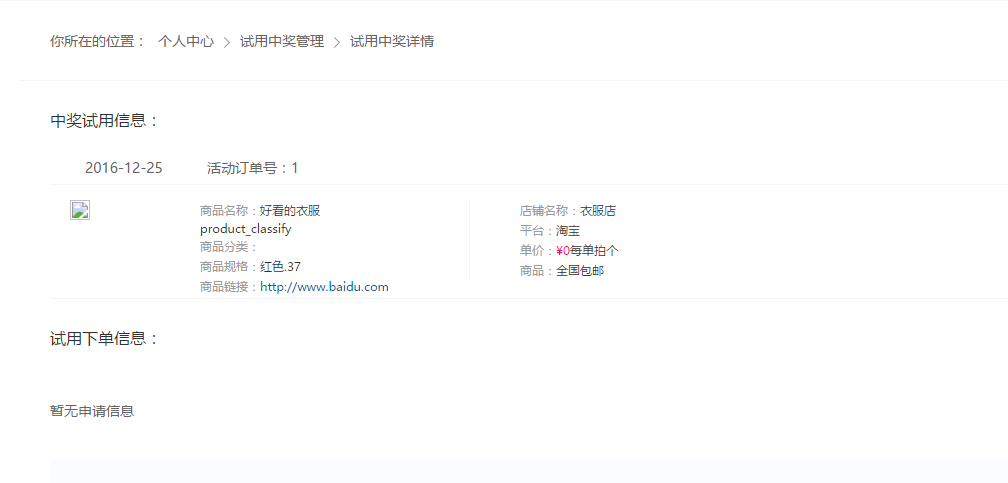 你所在的位置： 个人中心 > 试用中奖管理 > 试用中奖详情
中奖试用信息：
2016-12-25 活动订单号：1
商品名称：好看的衣服
product_classify
商品分类：
商品规格：红色.37
商品链接：http://www.baidu.com
店铺名称：衣服店
平台：淘宝
单价：¥0每单拍个
商品：全国包邮
试用下单信息：
暂无申请信息